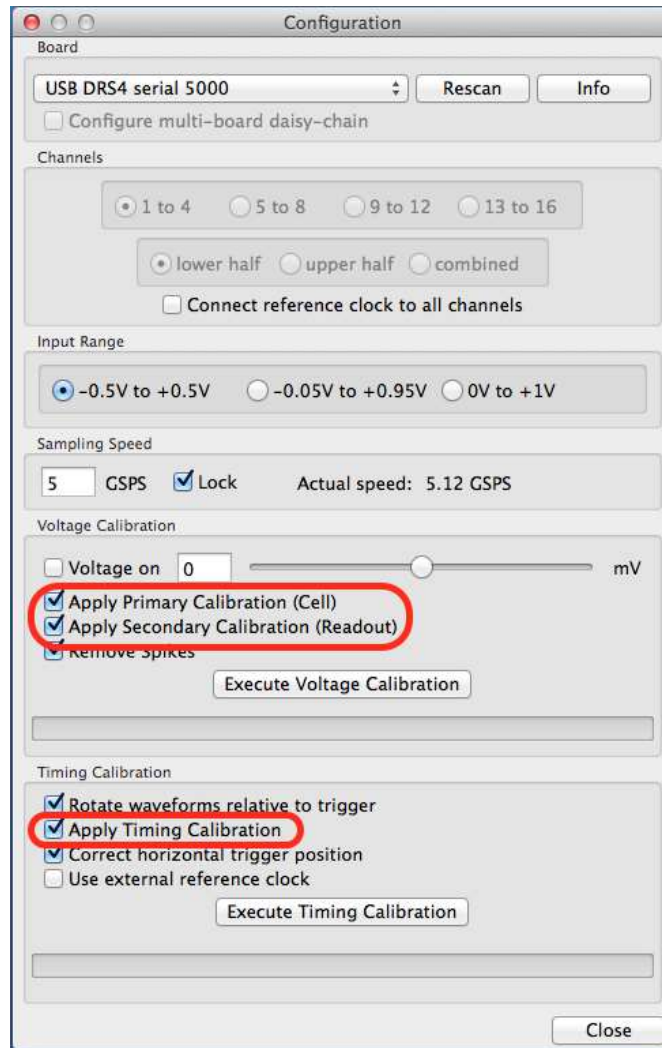 Configuration
Board
USB DRS4 serial 5000 Rescan Info
Configure multi-board daisy-chain
Channels
1 to 4 5 to 8 9 to 12 13 to 16
lower half upper half combined
Connect reference clock to all channels
Input Range
-0.5V to +0.5V -0.05V to +0.95V 0V to +1V
Sampling Speed
5 GSPS Lock Actual speed: 5.12 GSPS
Voltage Calibration
Voltage on 0 mV
Apply Primary Calibration (Cell)
Apply Secondary Calibration (Readout)
Remove Spikes
Execute Voltage Calibration
Timing Calibration
Rotate waveforms relative to trigger
Apply Timing Calibration
Correct horizontal trigger position
Use external reference clock
Execute Timing Calibration
Close